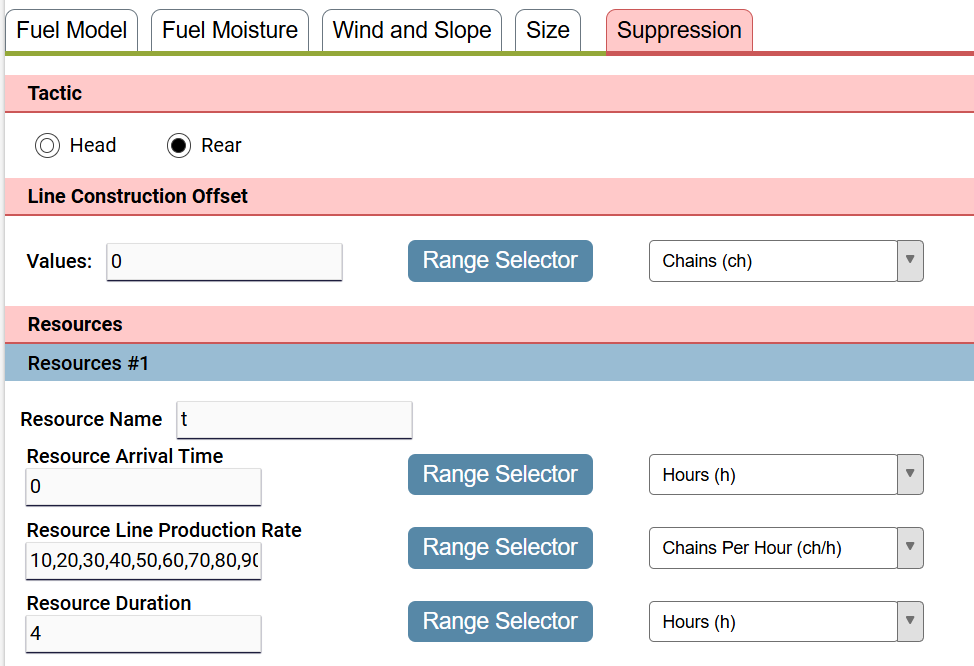 Fuel Model Fuel Moisture Wind and Slope Size Suppression
Tactic
Head Rear
Line Construction Offset
Values: 0 Range Selector Chains (ch)
Resources
Resources #1
Resource Name t
Resource Arrival Time
0 Range Selector Hours (h)
Resource Line Production Rate
10,20,30,40,50,60,70,80,90 Range Selector Chains Per Hour (ch/h)
Resource Duration
4 Range Selector Hours (h)